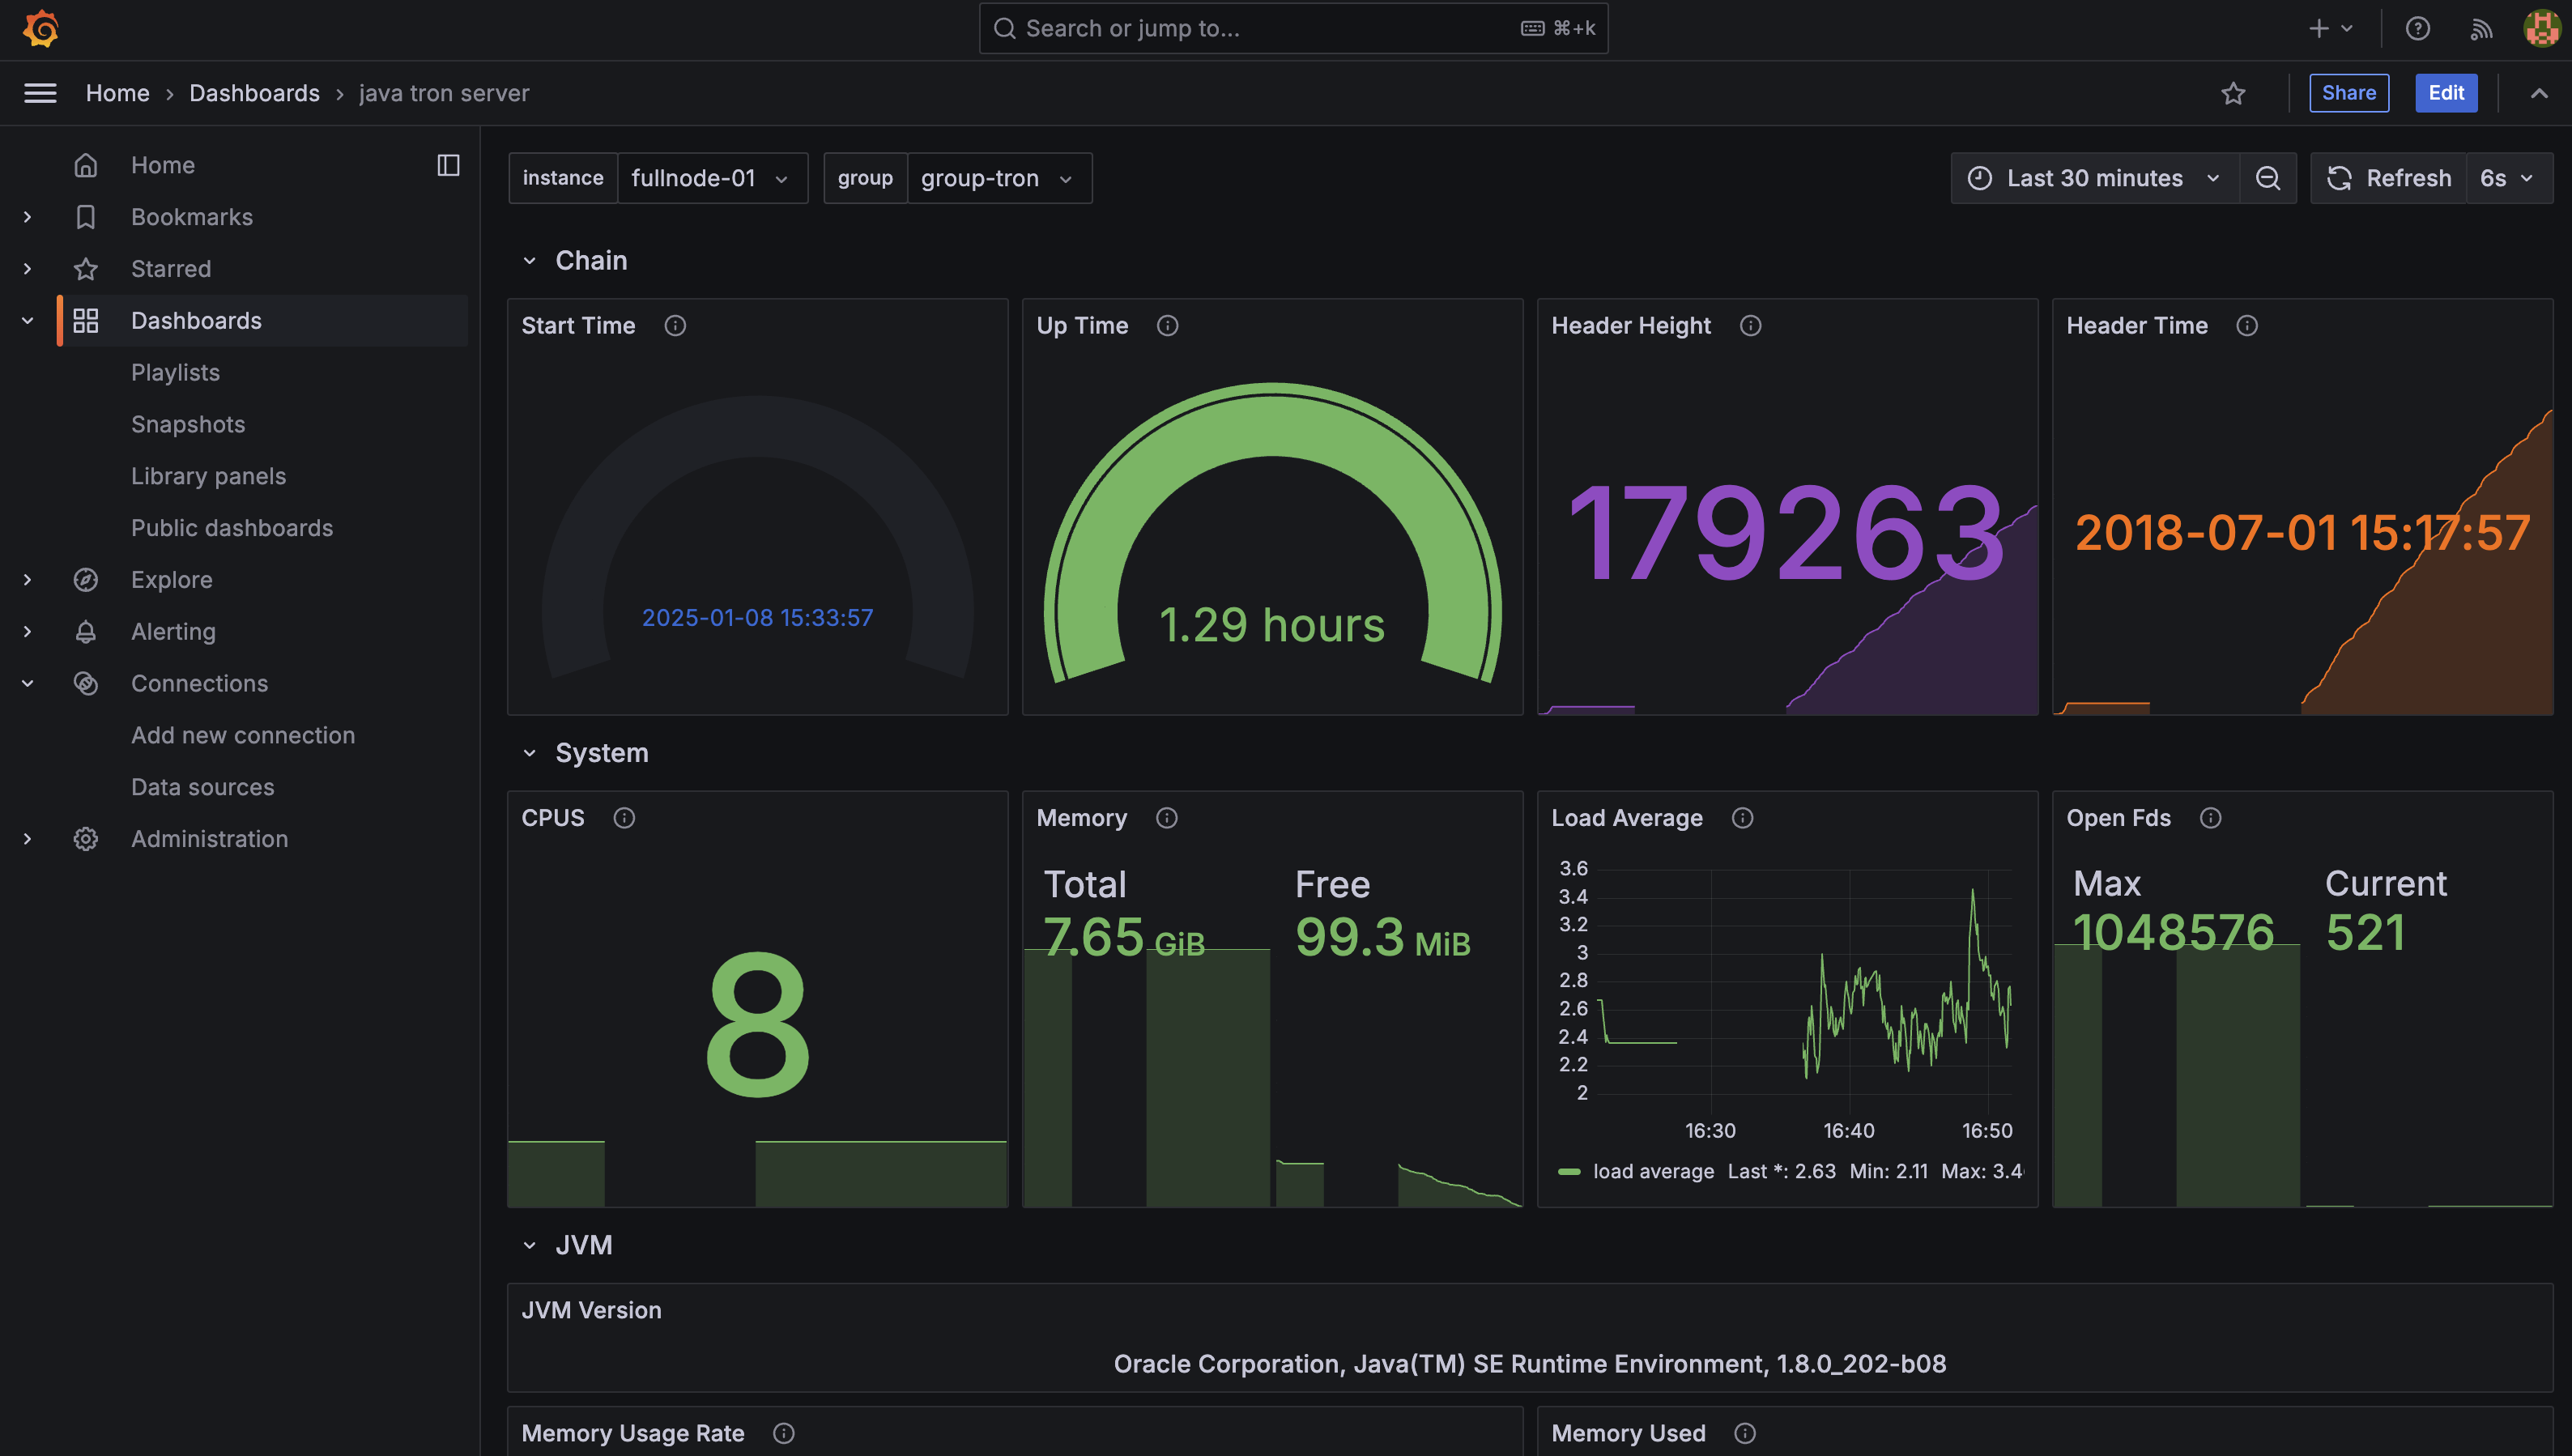 Search or jump to... ⌘+k
Home › Dashboards › java tron server
Share Edit
Home
Bookmarks
Starred
Dashboards
Playlists
Snapshots
Library panels
Public dashboards
Explore
Alerting
Connections
Add new connection
Data sources
Administration
instance fullnode-01 group group-tron
Last 30 minutes Refresh 6s
Chain
Start Time
2025-01-08 15:33:57
Up Time
1.29 hours
Header Height
179263
Header Time
2018-07-01 15:17:57
System
CPUS
8
Memory
Total Free
7.65 GiB 99.3 MiB
Load Average
3.6
3.4
3.2
3
2.8
2.6
2.4
2.2
2
16:30 16:40 16:50
load average Last *: 2.63 Min: 2.11 Max: 3.4
Open Fds
Max Current
1048576 521
JVM
JVM Version
Oracle Corporation, Java(TM) SE Runtime Environment, 1.8.0_202-b08
Memory Usage Rate
Memory Used